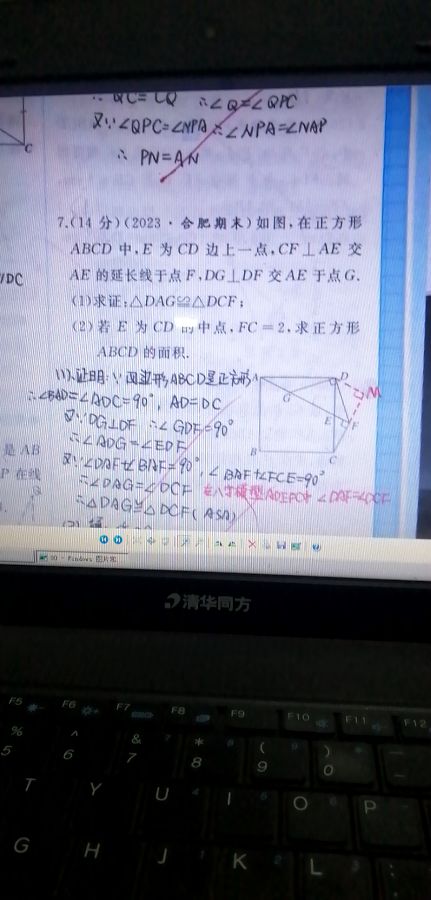 ∴ QC=CQ ∴∠Q=∠QPC
又∵∠QPC=∠NPA ∴∠NPA=∠NAP
∴ PN=AN
C
7.(14 分)(2023 · 合肥期末)如图,在正方形
ABCD 中,E 为 CD 边上一点,CF⊥AE 交
AE 的延长线于点 F,DG⊥DF 交 AE 于点 G.
(1)求证:△DAG≌△DCF;
(2)若 E 为 CD 的中点,FC=2,求正方形
ABCD 的面积.
(1).证明:∵四边形ABCD是正方形
∴∠BAD=∠ADC=90°, AD=DC
又∵DG⊥DF ∴∠GDF=90°
∴∠ADG=∠EDF
又∵∠DAF+∠BAF=90°,∠BAF+∠FCE=90°
∴∠DAG=∠DCF
∠DAF=∠DCF
∴△DAG≌△DCF(ASA)
A
D
M
G
E
F
B
C
/DC
是 AB
P 在线
清华同方
F5
F6
F7
F8
F9
F10
F11
F12
%
5
^
6
&
7
*
8
(
9
)
0
T
Y
U
I
O
P
G
H
J
K
L